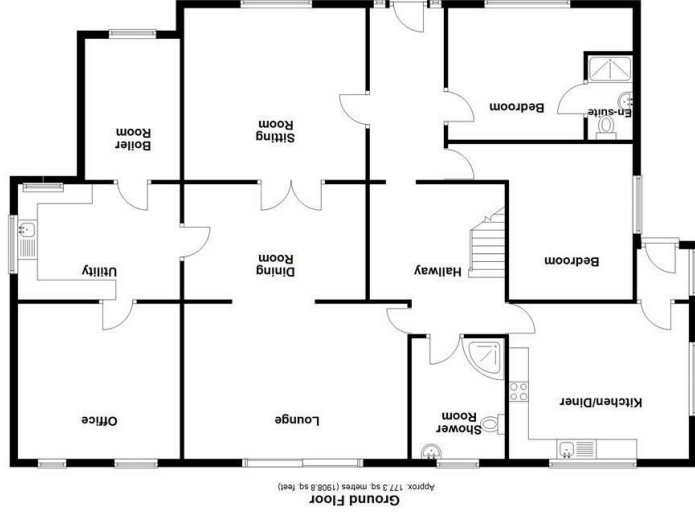 Ground Floor
Approx. 177.3 sq. metres (1908.8 sq. feet)
Kitchen/Diner
Shower
Room
Lounge
Office
Bedroom
Hallway
Dining
Room
Utility
Bedroom
En-suite
Sitting
Room
Boiler
Room